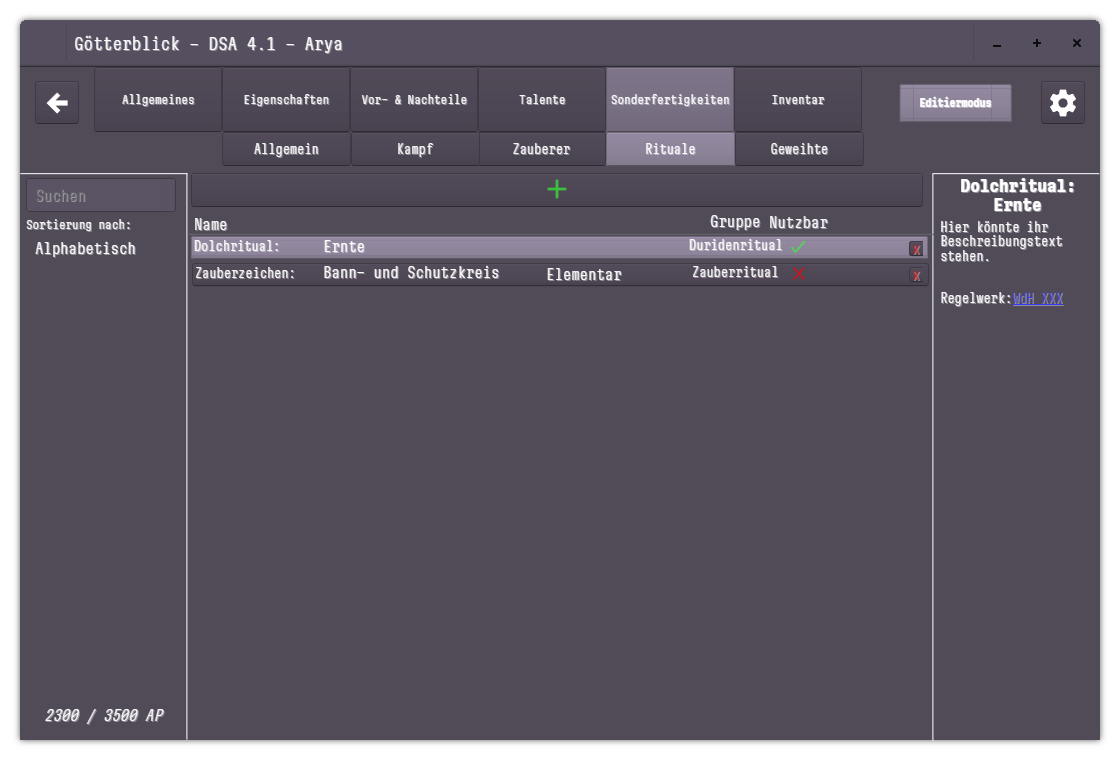 Götterblick – DSA 4.1 – Arya
Allgemeines Eigenschaften Vor- & Nachteile Talente Sonderfertigkeiten Inventar Editiermodus
Allgemein Kampf Zauberer Rituale Geweihte
Suchen
Sortierung nach:
Alphabetisch
2300 / 3500 AP
Name Gruppe Nutzbar
Dolchritual: Ernte Duridenritual x
Zauberzeichen: Bann- und Schutzkreis Elementar Zauberritual x
Dolchritual:
Ernte
Hier könnte ihr
Beschreibungstext
stehen.
Regelwerk:WdH XXX